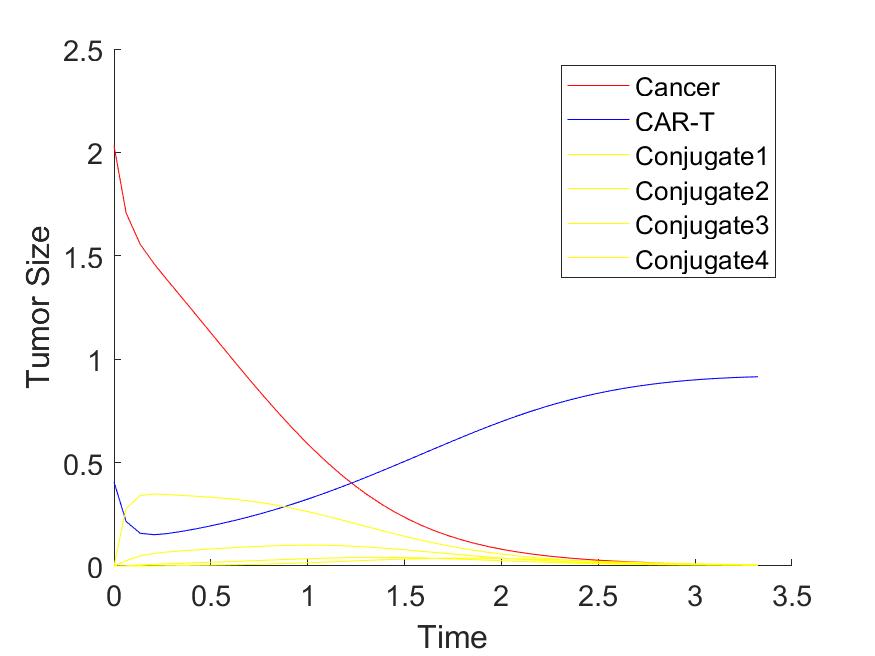 2.5
2
1.5
1
0.5
0
Tumor Size
0 0.5 1 1.5 2 2.5 3 3.5
Time
Cancer
CAR-T
Conjugate1
Conjugate2
Conjugate3
Conjugate4